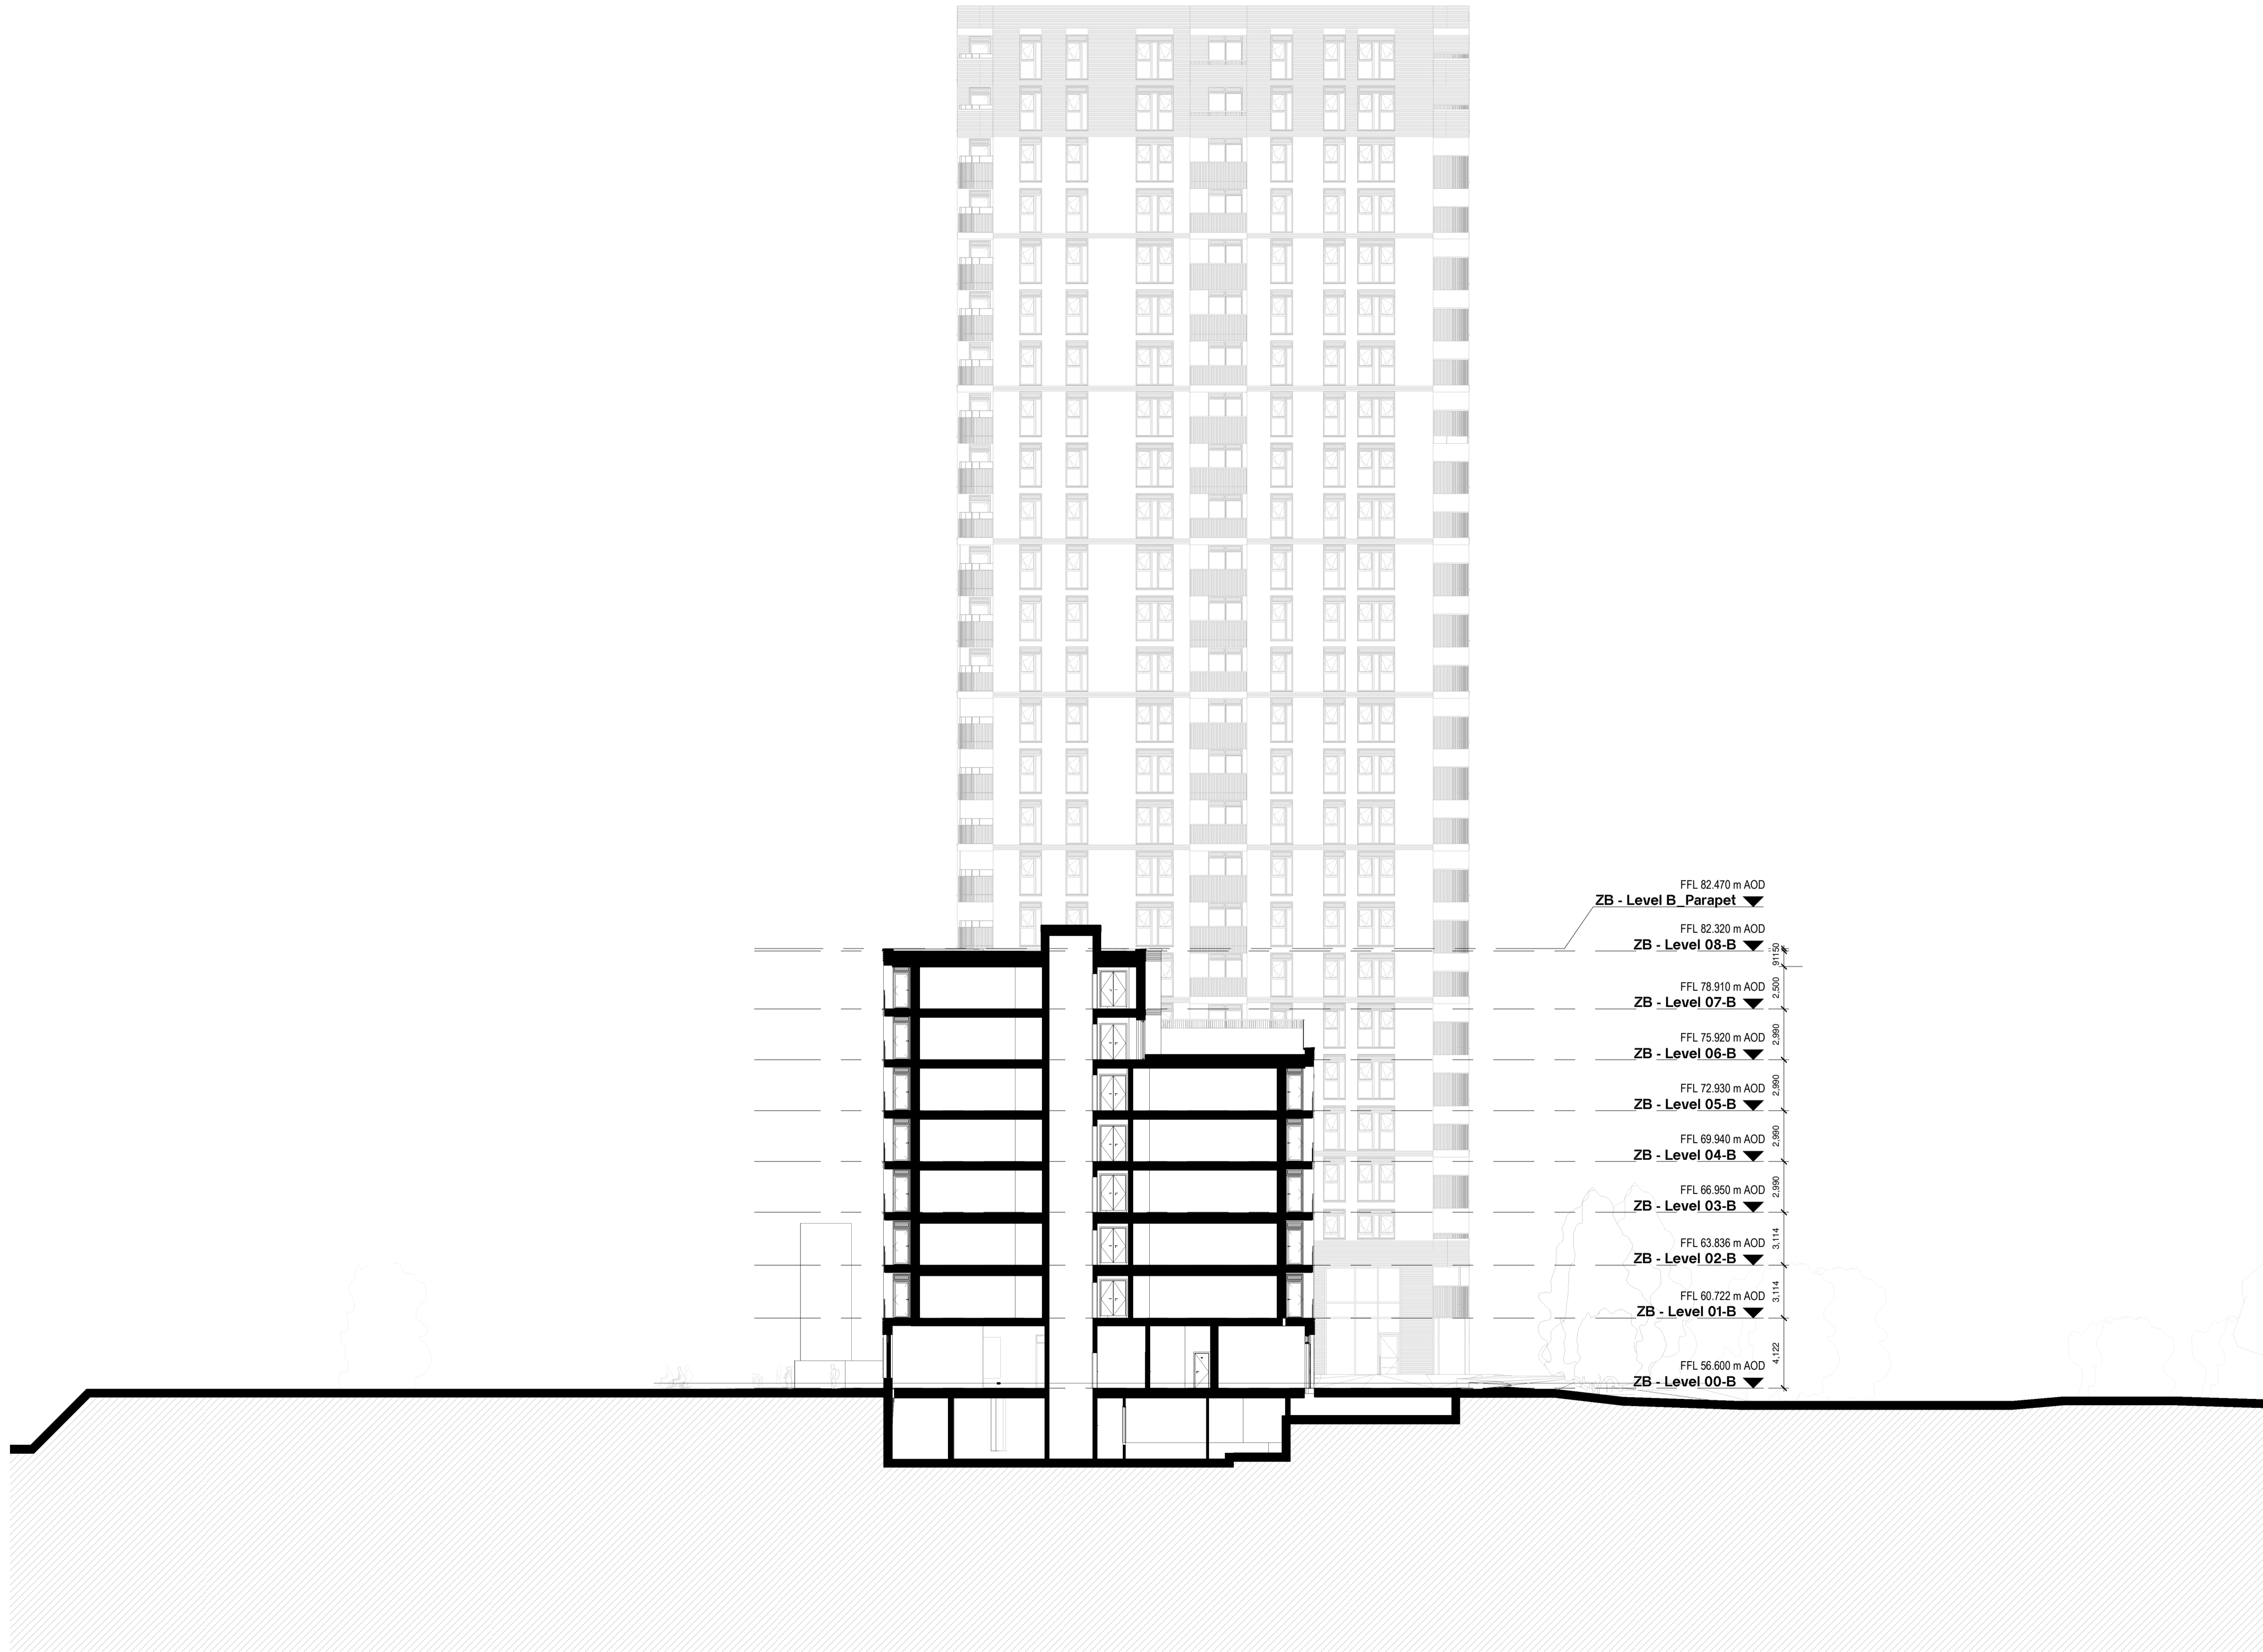 FFL 82.470 m AOD
ZB - Level B_Parapet
FFL 82.320 m AOD
ZB - Level 08-B
150
911
FFL 78.910 m AOD
ZB - Level 07-B
2,500
FFL 75.920 m AOD
ZB - Level 06-B
2,990
FFL 72.930 m AOD
ZB - Level 05-B
2,990
FFL 69.940 m AOD
ZB - Level 04-B
2,990
FFL 66.950 m AOD
ZB - Level 03-B
2,990
FFL 63.836 m AOD
ZB - Level 02-B
3,114
FFL 60.722 m AOD
ZB - Level 01-B
3,114
FFL 56.600 m AOD
ZB - Level 00-B
4,122